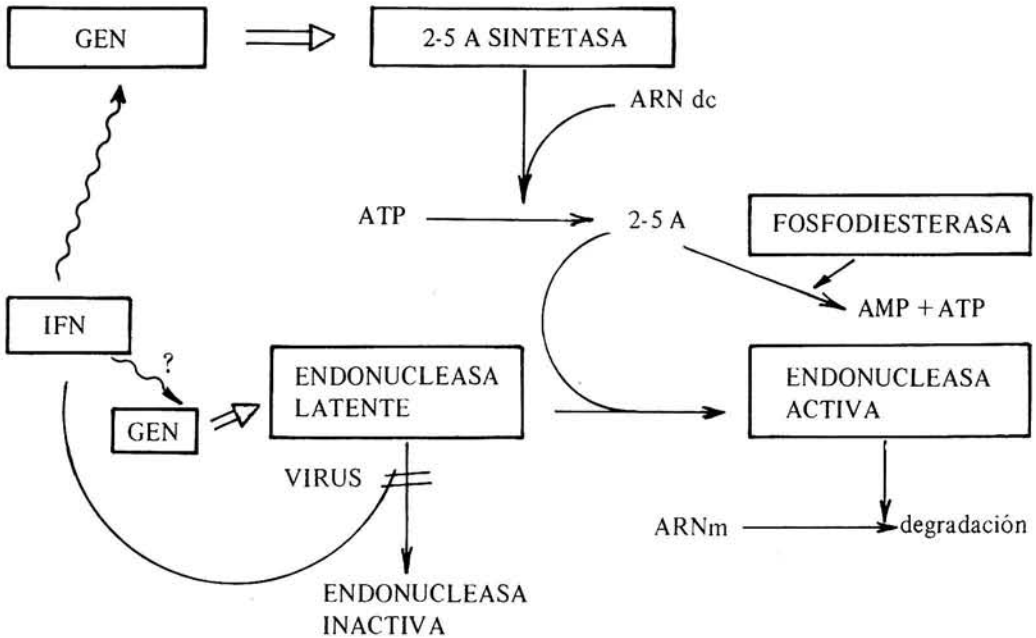 GEN
2-5 A SINTETASA
ARN dc
ATP
2-5 A
FOSFODIESTERASA
AMP + ATP
IFN
?
GEN
ENDONUCLEASA
LATENTE
ENDONUCLEASA
ACTIVA
VIRUS
ARNm
degradación
ENDONUCLEASA
INACTIVA